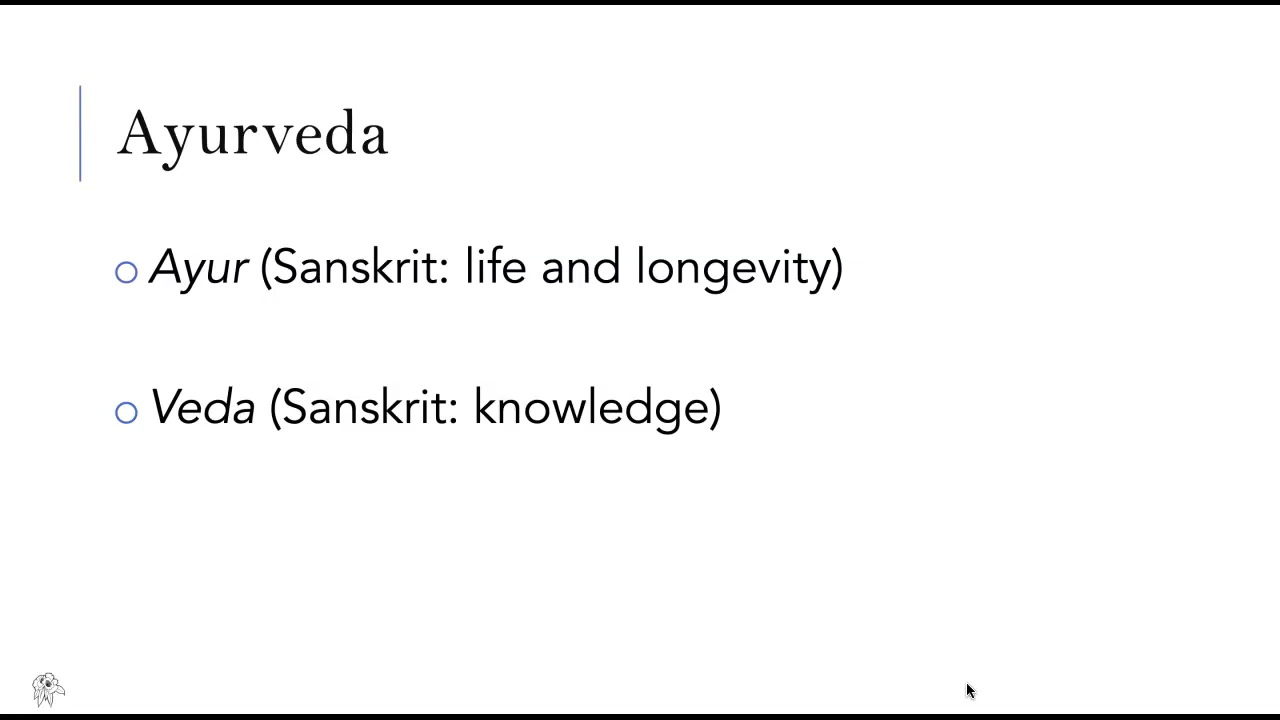 Ayurveda
Ayur (Sanskrit: life and longevity)
Veda (Sanskrit: knowledge)